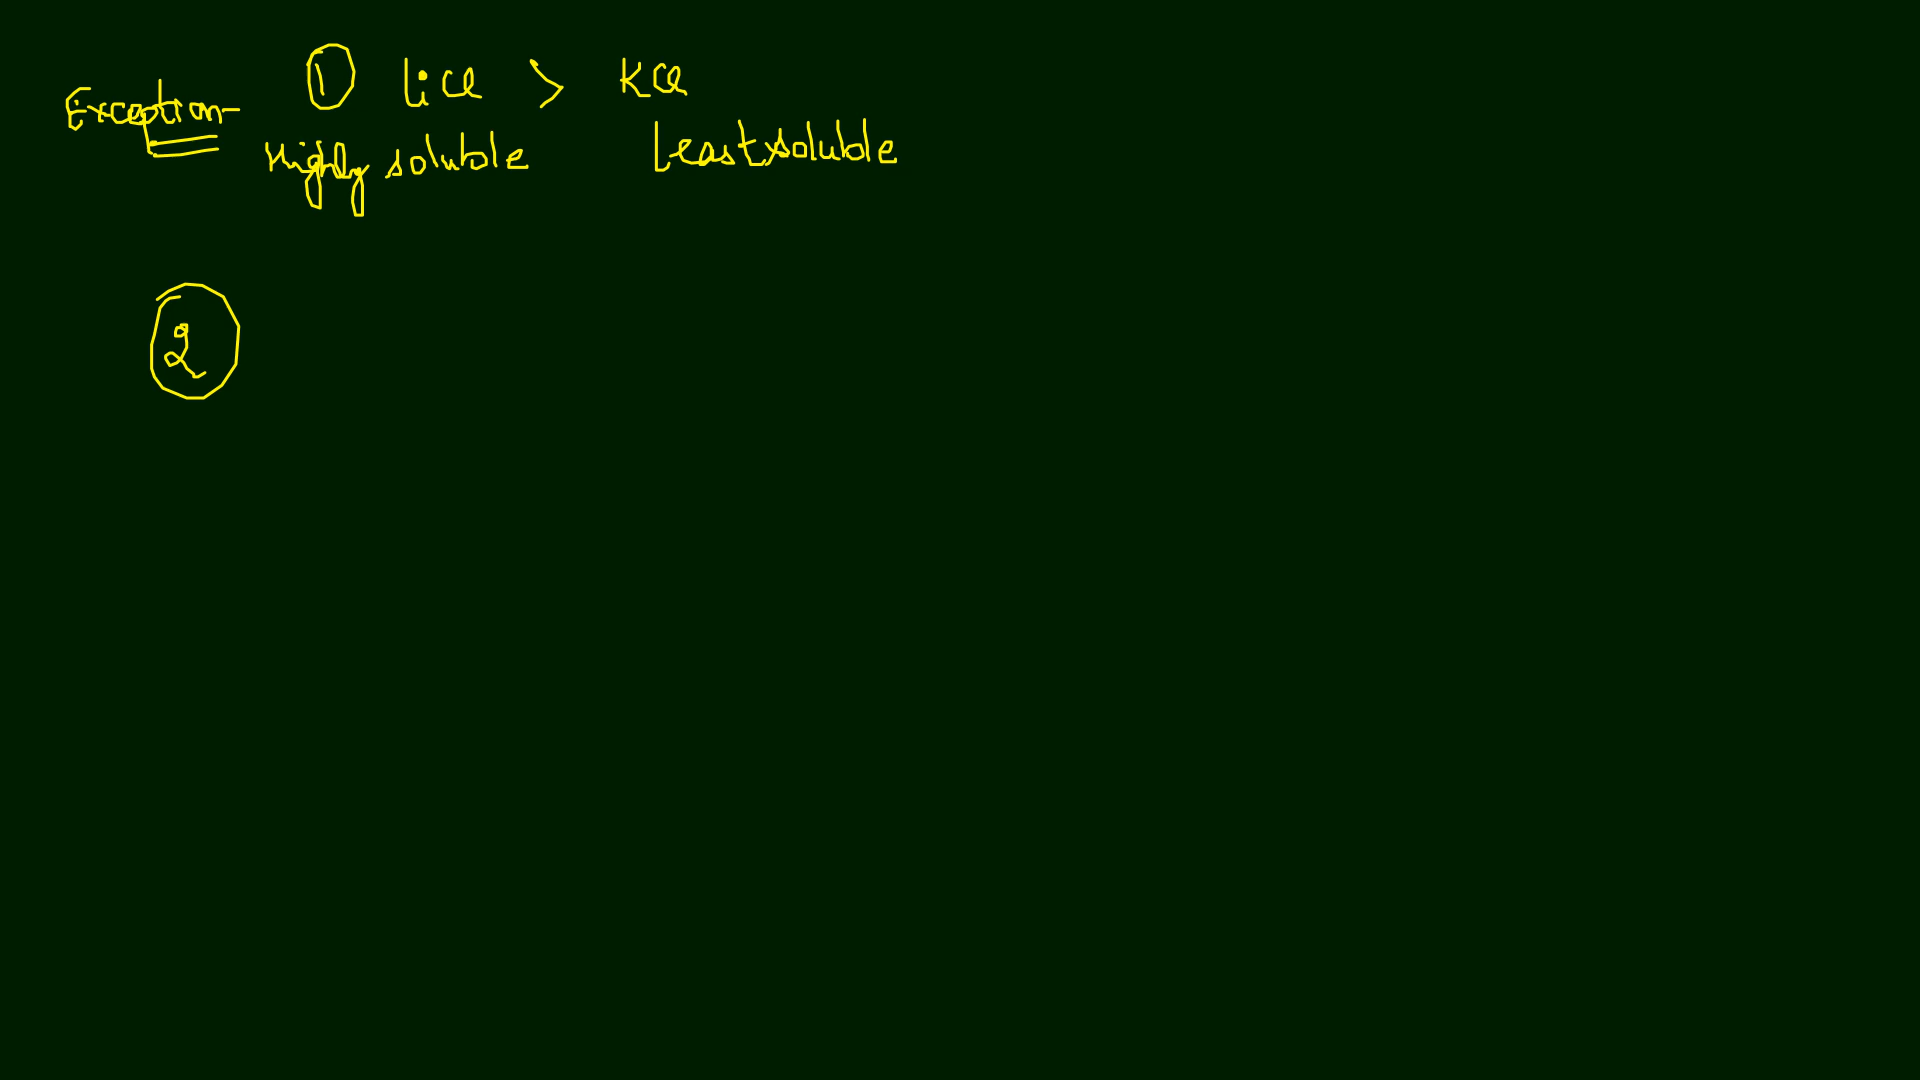 ① LiCl > KCl
Exception-
Highly soluble Least soluble
②